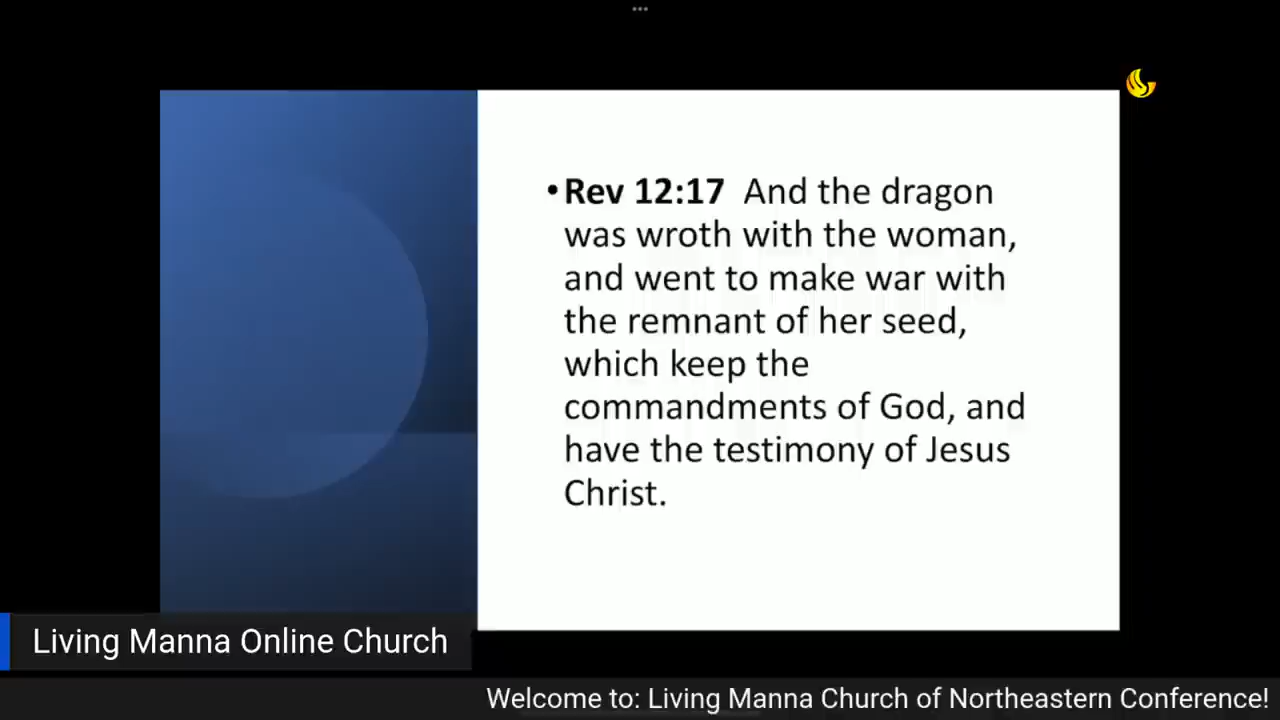 •Rev 12:17 And the dragon
was wroth with the woman,
and went to make war with
the remnant of her seed,
which keep the
commandments of God, and
have the testimony of Jesus
Christ.
Living Manna Online Church
Welcome to: Living Manna Church of Northeastern Conference!